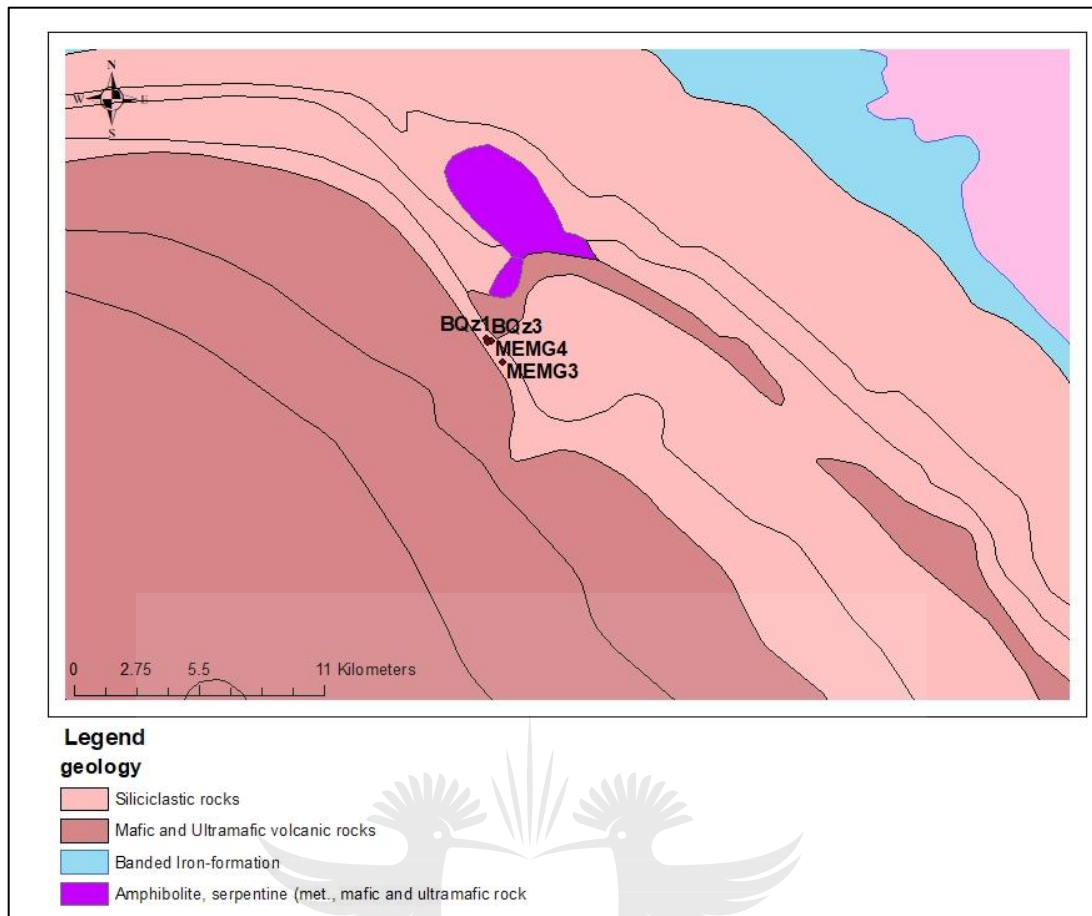 N
W E
S
BQz1 BQz3
MEMG4
MEMG3
0 2.75 5.5 11 Kilometers
Legend
geology
Siliciclastic rocks
Mafic and Ultramafic volcanic rocks
Banded Iron-formation
Amphibolite, serpentine (met., mafic and ultramafic rock